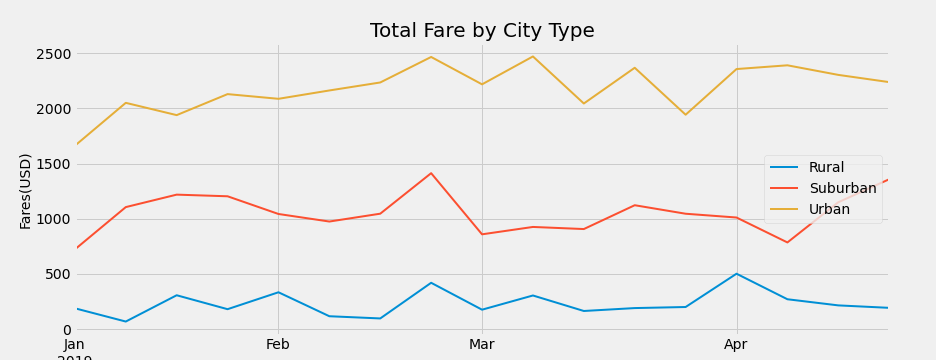 Total Fare by City Type
Fares(USD)
2500
2000
1500
1000
500
0
Rural
Suburban
Urban
Jan
Feb
Mar
Apr
2019